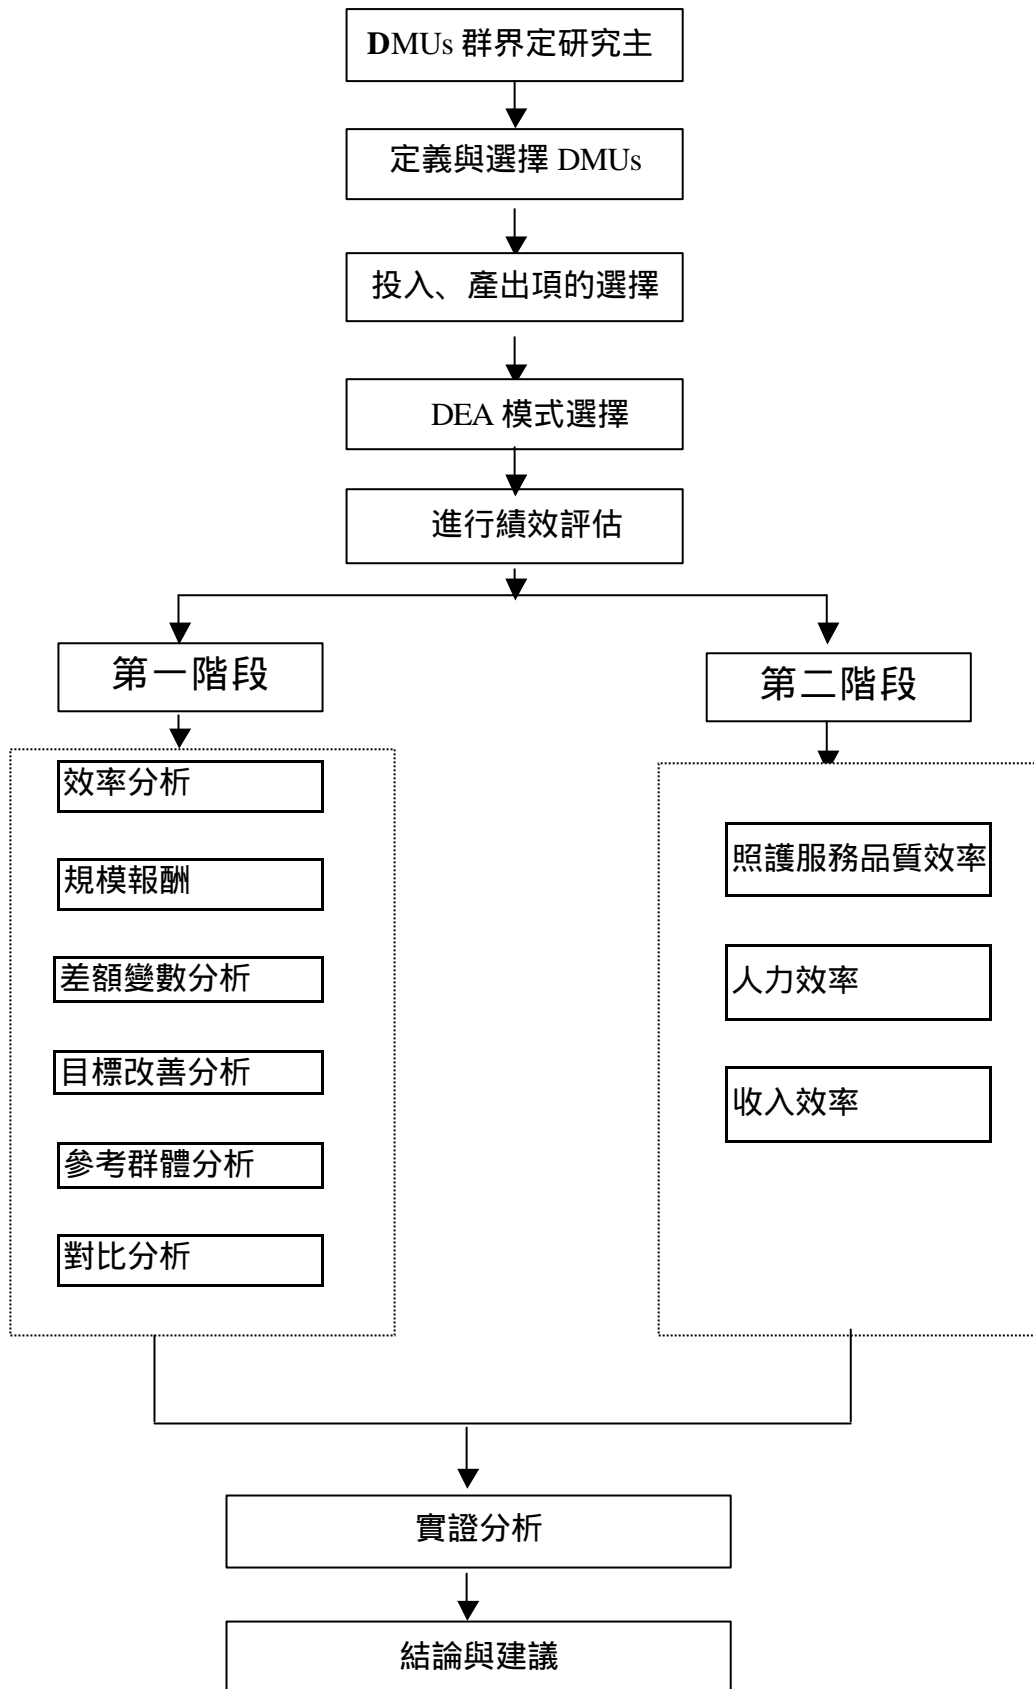 DMUs 群界定研究主
定義與選擇 DMUs
投入、產出項的選擇
DEA 模式選擇
進行績效評估
第一階段
效率分析
規模報酬
差額變數分析
目標改善分析
參考群體分析
對比分析
第二階段
照護服務品質效率
人力效率
收入效率
實證分析
結論與建議